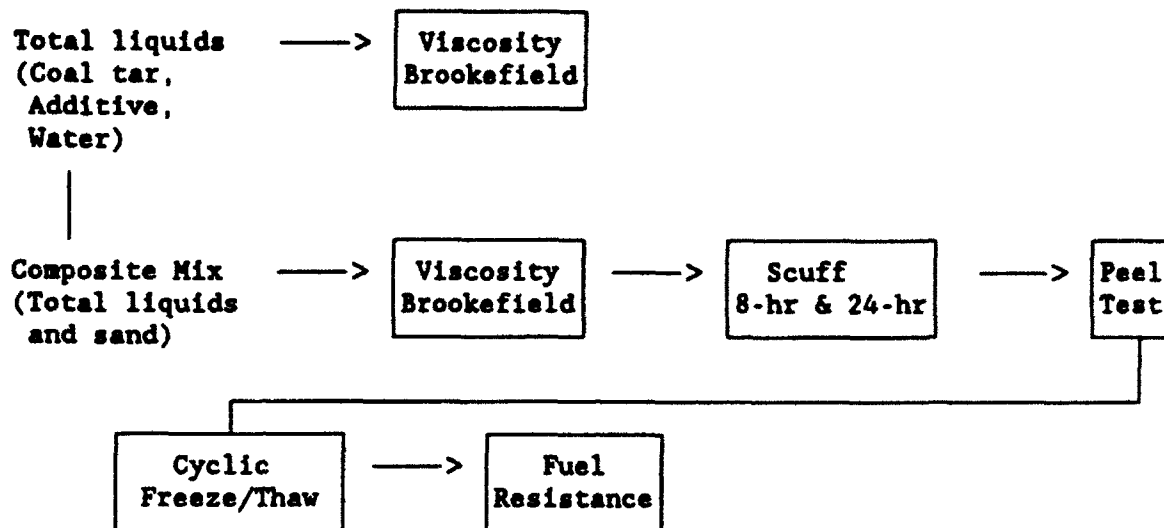 Total liquids ——> Viscosity
(Coal tar, Brookefield
Additive,
Water)
Composite Mix ——> Viscosity ——> Scuff ——> Peel
(Total liquids Brookefield 8-hr & 24-hr Test
and sand)
Cyclic ——> Fuel
Freeze/Thaw Resistance